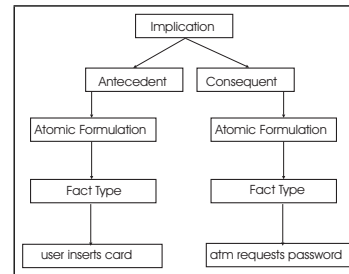 Implication
Antecedent
Consequent
Atomic Formulation
Atomic Formulation
Fact Type
Fact Type
user inserts card
atm requests password